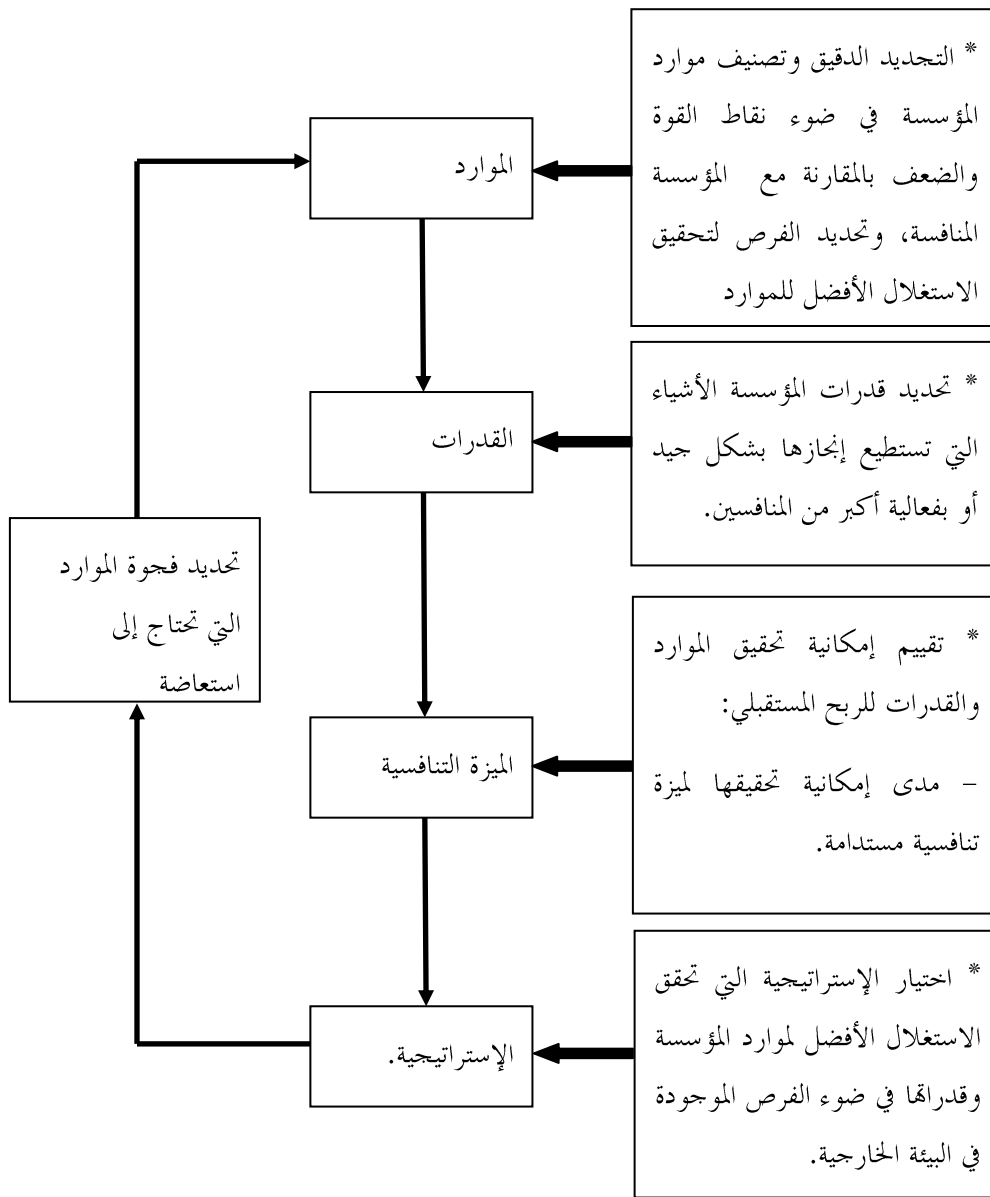 * التجديد الدقيق وتصنيف موارد
المؤسسة في ضوء نقاط القوة
والضعف بالمقارنة مع المؤسسة
المنافسة، وتحديد الفرص لتحقيق
الاستغلال الأفضل للموارد
الموارد
* تحديد قدرات المؤسسة الأشياء
التي تستطيع إنجازها بشكل جيد
أو بفعالية أكبر من المنافسين.
القدرات
تحديد فجوة الموارد
التي تحتاج إلى
استعاضة
* تقييم إمكانية تحقيق الموارد
والقدرات للربح المستقبلي:
– مدى إمكانية تحقيقها لميزة
تنافسية مستدامة.
الميزة التنافسية
* اختيار الإستراتيجية التي تحقق
الاستغلال الأفضل لموارد المؤسسة
وقدراتها في ضوء الفرص الموجودة
في البيئة الخارجية.
الإستراتيجية.